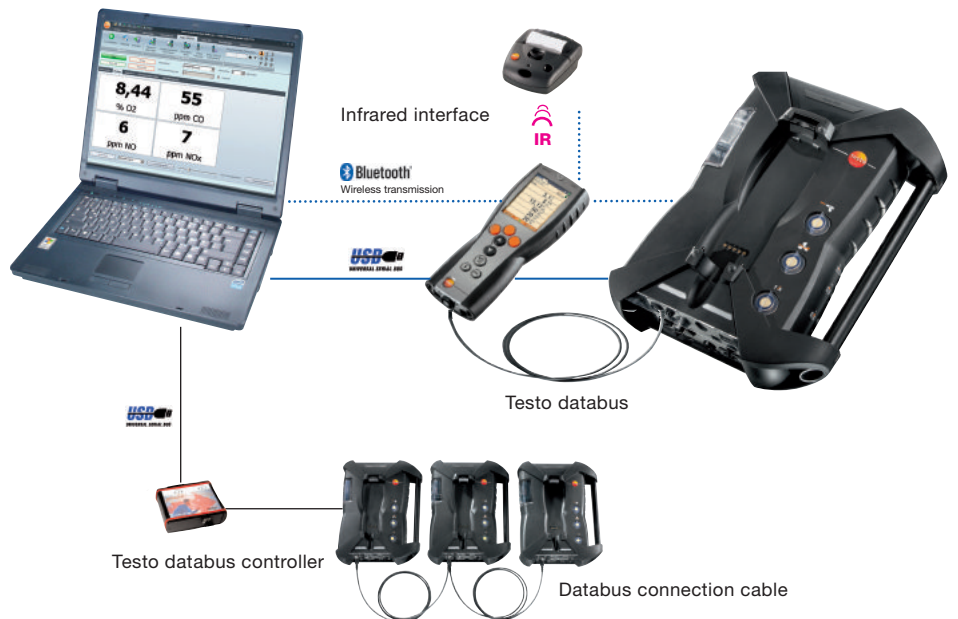 8,44
% O2
55
ppm CO
6
ppm NO
7
ppm NOx
Infrared interface
IR
Bluetooth®
Wireless transmission
USB
UNIVERSAL SERIAL BUS
Testo databus
USB
UNIVERSAL SERIAL BUS
Testo databus controller
Databus connection cable